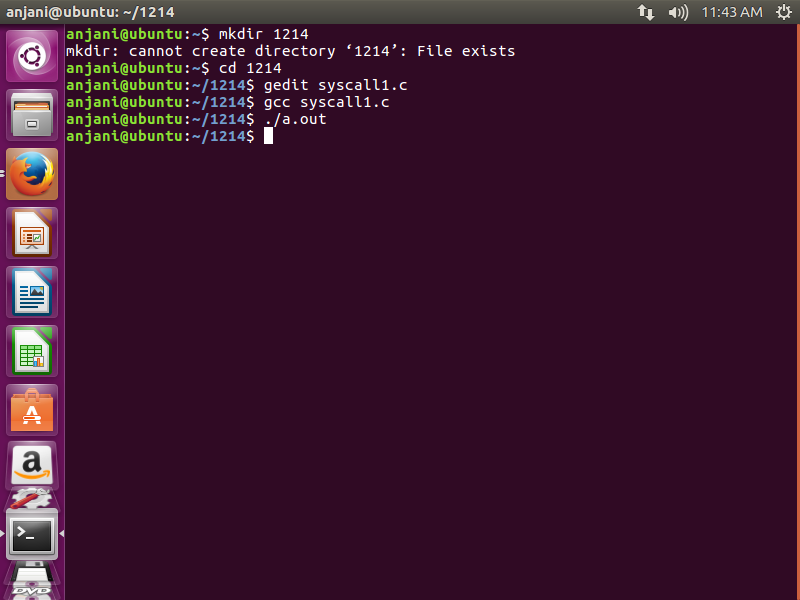 anjani@ubuntu: ~/1214
11:43 AM
anjani@ubuntu:~$ mkdir 1214
mkdir: cannot create directory ‘1214’: File exists
anjani@ubuntu:~$ cd 1214
anjani@ubuntu:~/1214$ gedit syscall1.c
anjani@ubuntu:~/1214$ gcc syscall1.c
anjani@ubuntu:~/1214$ ./a.out
anjani@ubuntu:~/1214$
A
a
>_
DVD